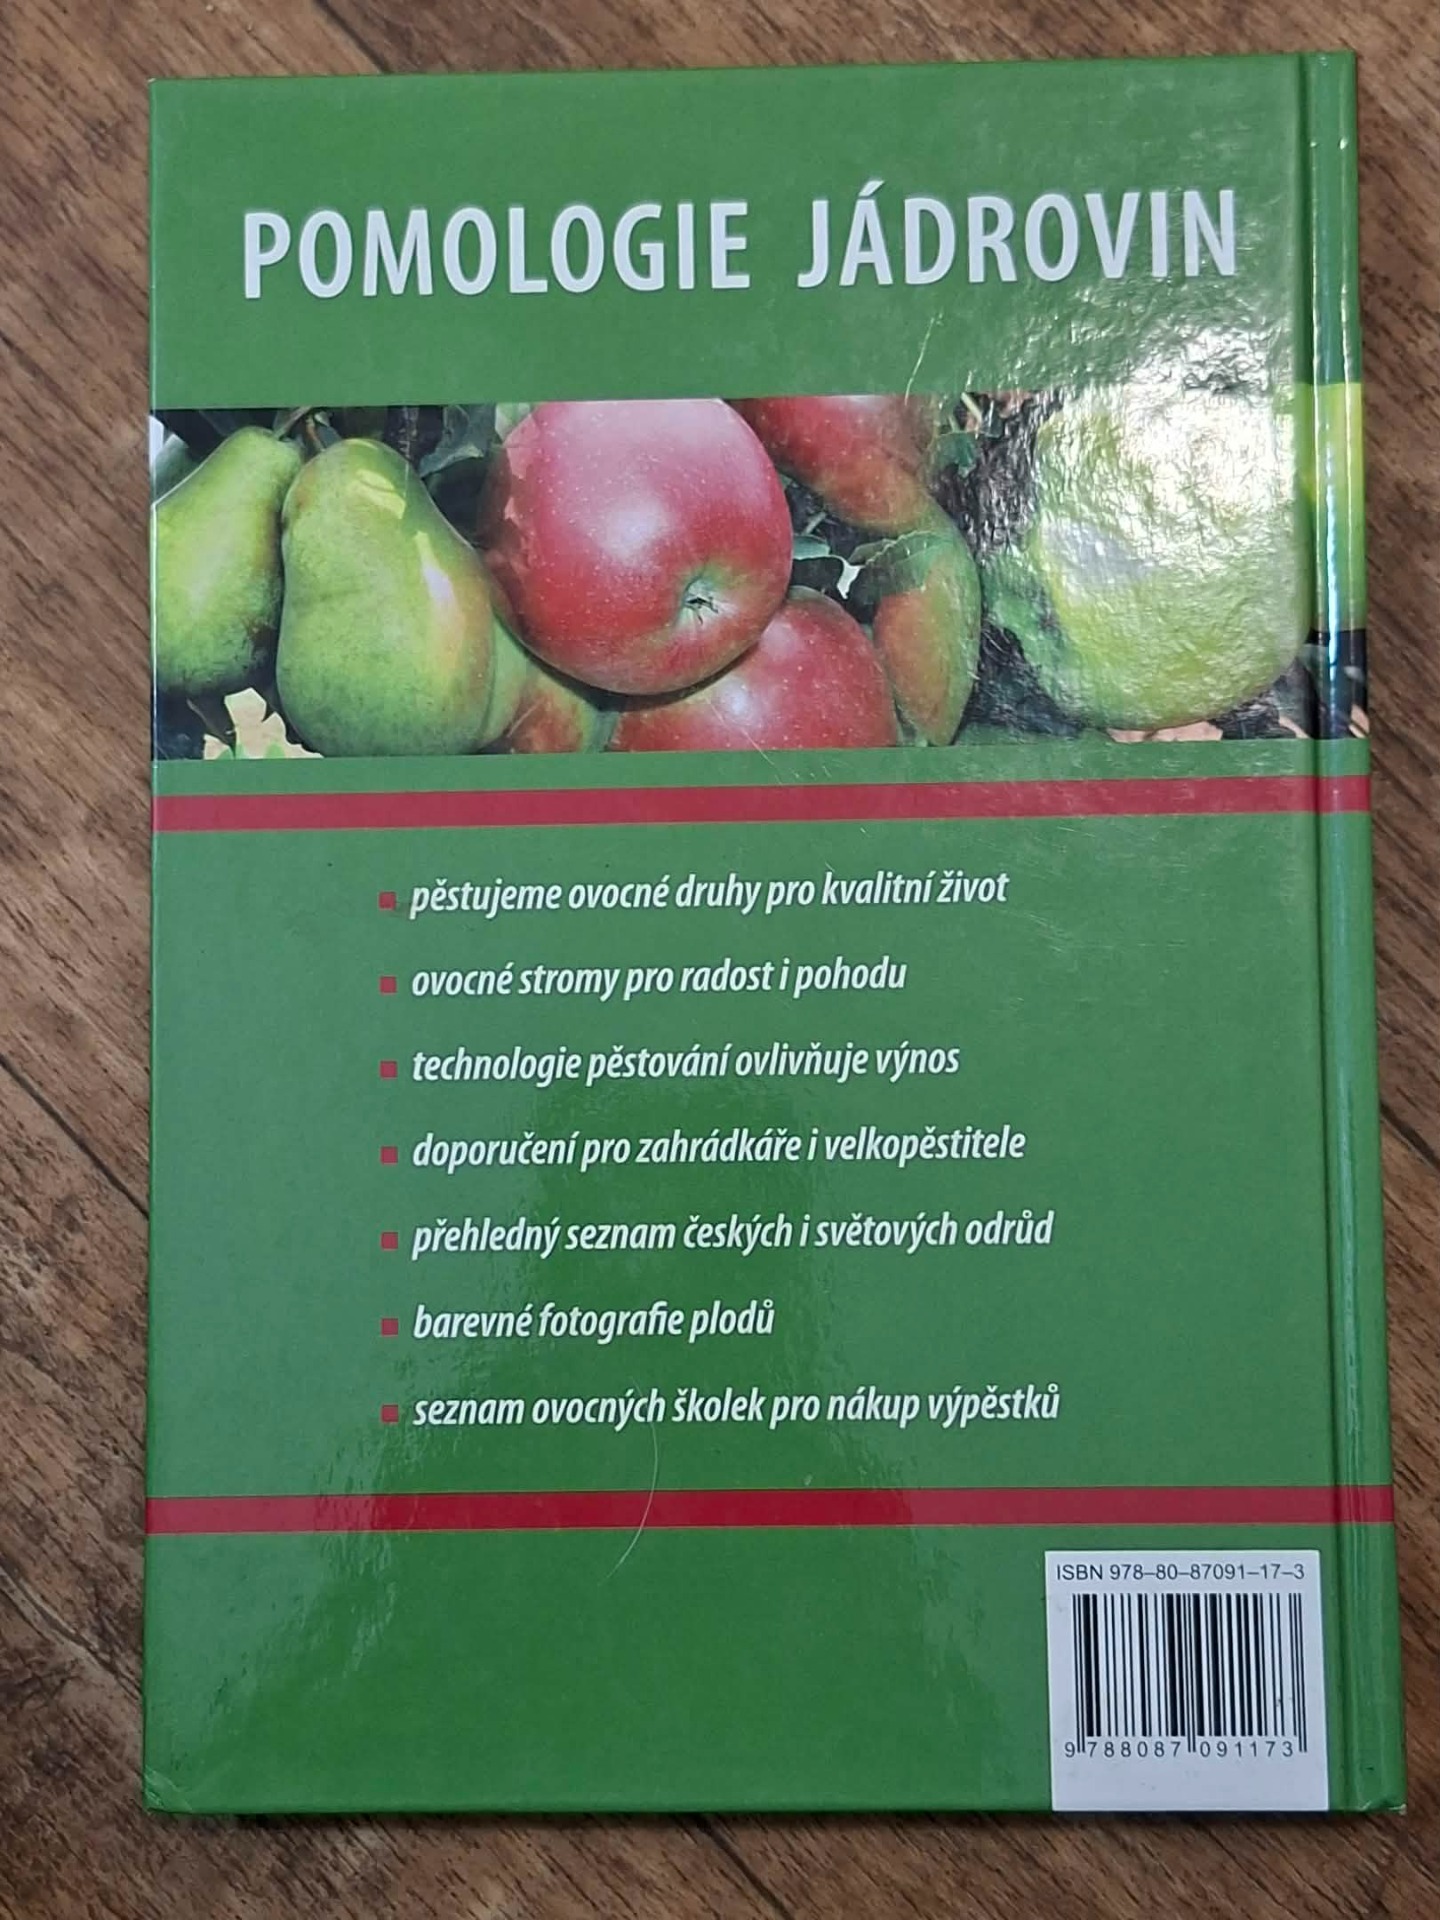 POMOLOGIE JÁDROVIN
pěstujeme ovocné druhy pro kvalitní život
ovocné stromy pro radost i pohodu
technologie pěstování ovlivňuje výnos
doporučení pro zahrádkáře i velkopěstitele
přehledný seznam českých i světových odrůd
barevné fotografie plodů
seznam ovocných školek pro nákup výpěstků
ISBN 978–80–87091–17–3
9 788087 091173